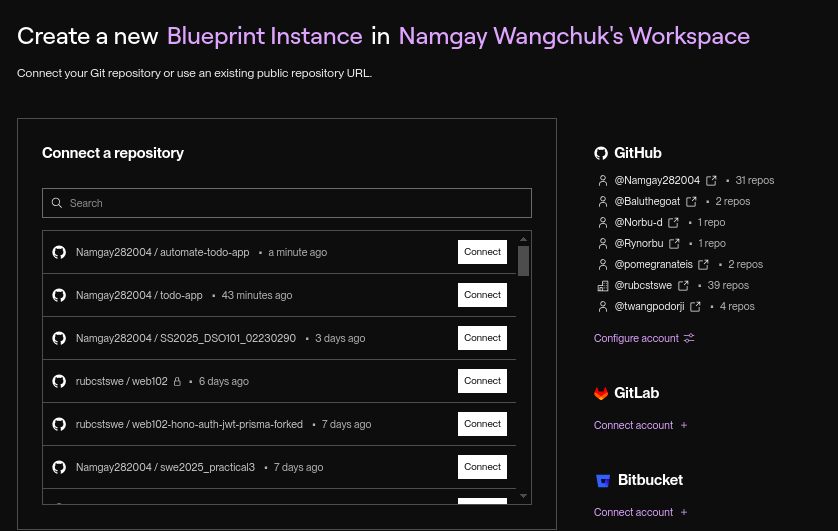 Create a new Blueprint Instance in Namgay Wangchuk's Workspace
Connect your Git repository or use an existing public repository URL.
Connect a repository
Search
Namgay282004 / automate-todo-app • a minute ago Connect
Namgay282004 / todo-app • 43 minutes ago Connect
Namgay282004 / SS2025_DSO101_02230290 • 3 days ago Connect
rubcstswe / web102 • 6 days ago Connect
rubcstswe / web102-hono-auth-jwt-prisma-forked • 7 days ago Connect
Namgay282004 / swe2025_practical3 • 7 days ago Connect
GitHub
@Namgay282004 • 31 repos
@Baluthegoat • 2 repos
@Norbu-d • 1 repo
@Rynorbu • 1 repo
@pomegranateis • 2 repos
@rubcstswe • 39 repos
@twangpodorji • 4 repos
Configure account
GitLab
Connect account +
Bitbucket
Connect account +